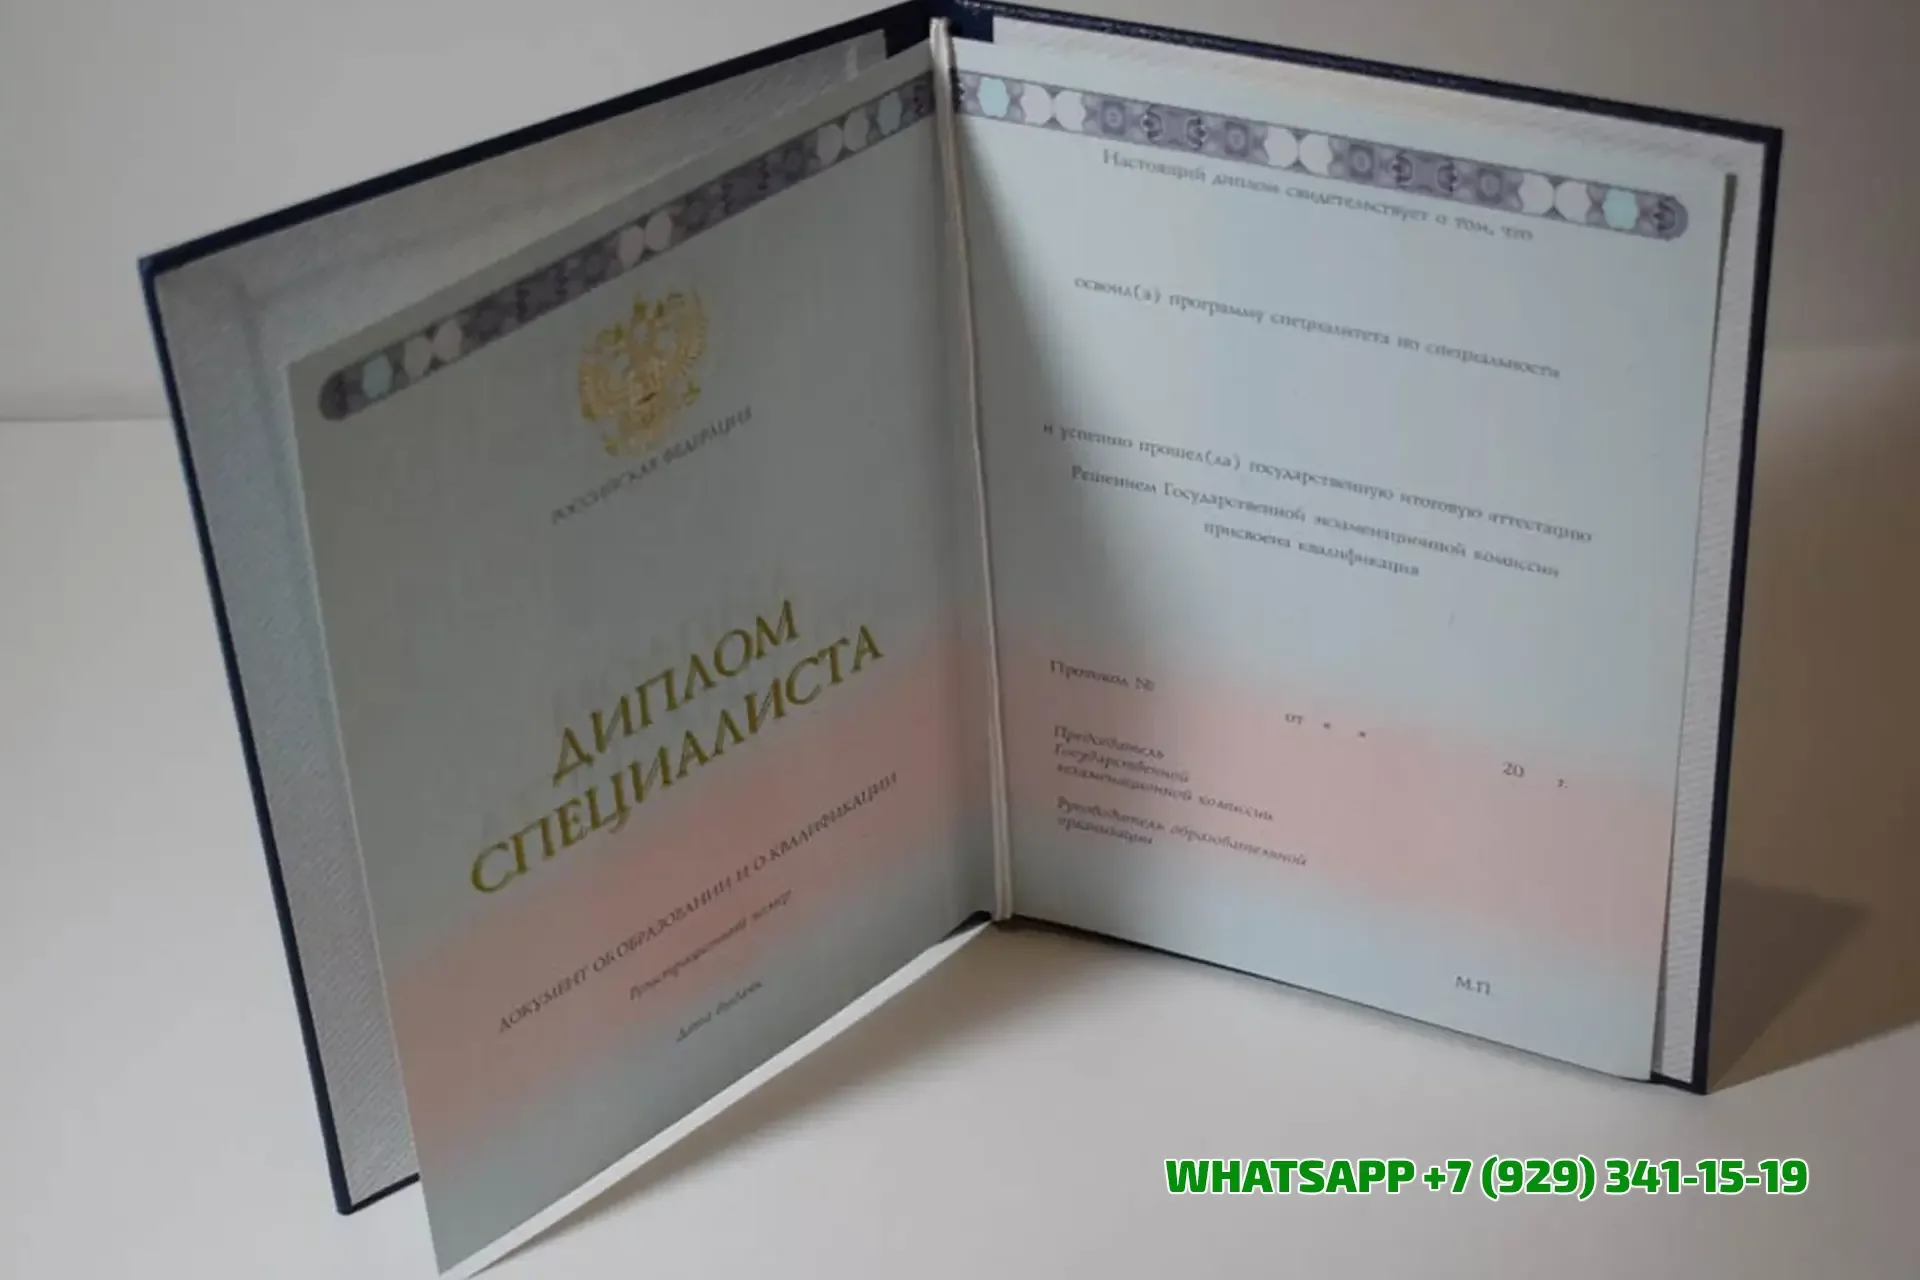 РОССИЙСКАЯ ФЕДЕРАЦИЯ
ДИПЛОМ
СПЕЦИАЛИСТА
ДОКУМЕНТ ОБ ОБРАЗОВАНИИ И О КВАЛИФИКАЦИИ
Регистрационный номер
Дата выдачи
Настоящий диплом свидетельствует о том, что
освоил(а) программу специалитета по специальности
и успешно прошел(ла) государственную итоговую аттестацию
Решением Государственной экзаменационной комиссии
присвоена квалификация
Протокол №
от « » 20 г.
Председатель
Государственной
экзаменационной комиссии
Руководитель образовательной
организации
М.П.
WHATSAPP +7 (929) 341-15-19